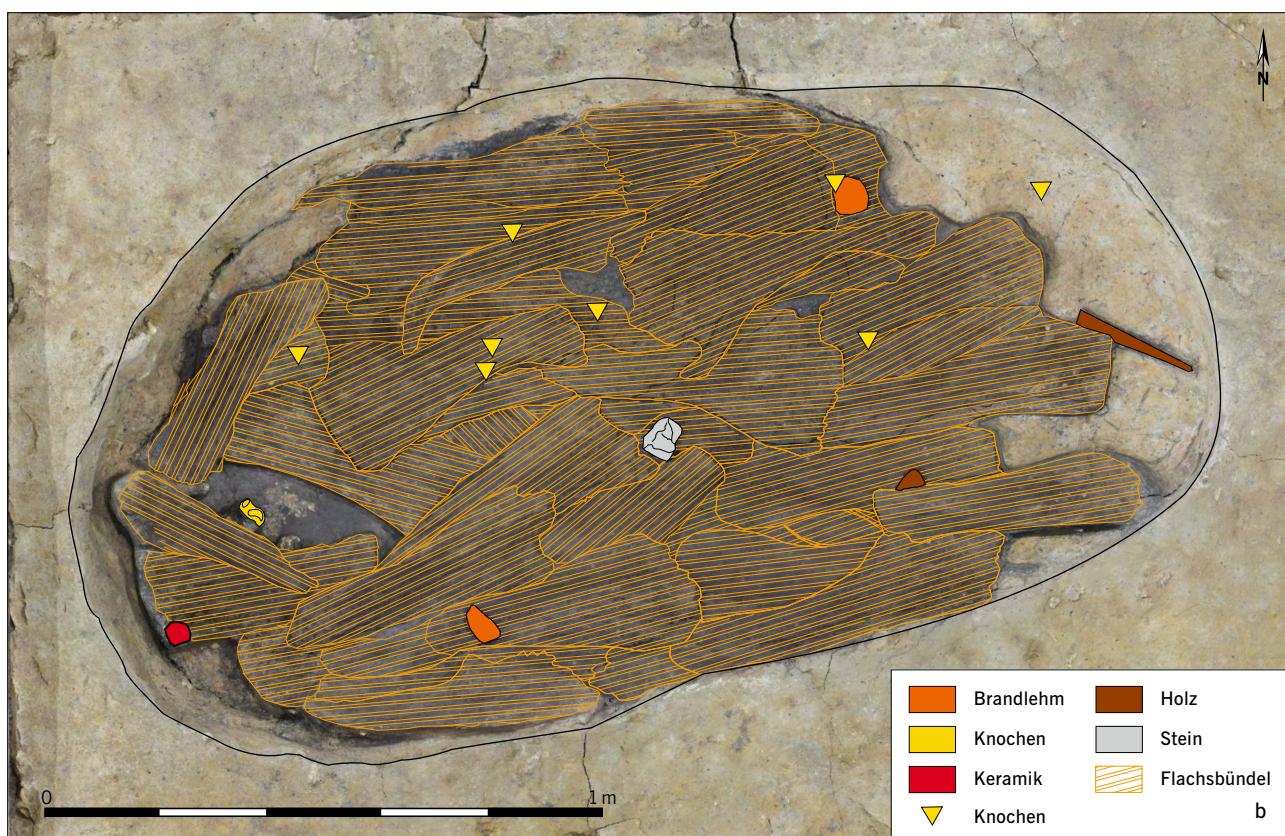 N
Brandlehm
Holz
Knochen
Stein
Keramik
Flachsbündel
Knochen
b
0
1 m